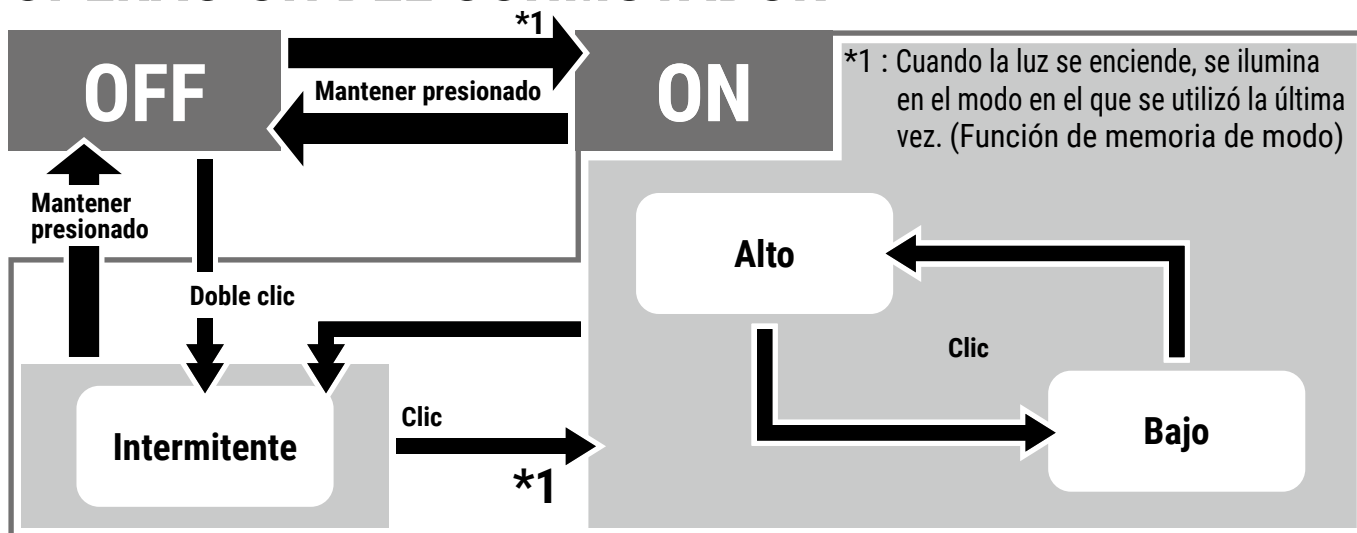 *1
OFF
Mantener presionado
ON
*1 : Cuando la luz se enciende, se ilumina
en el modo en el que se utilizó la última
vez. (Función de memoria de modo)
Mantener
presionado
Alto
Doble clic
Clic
Clic
Bajo
Intermitente
*1